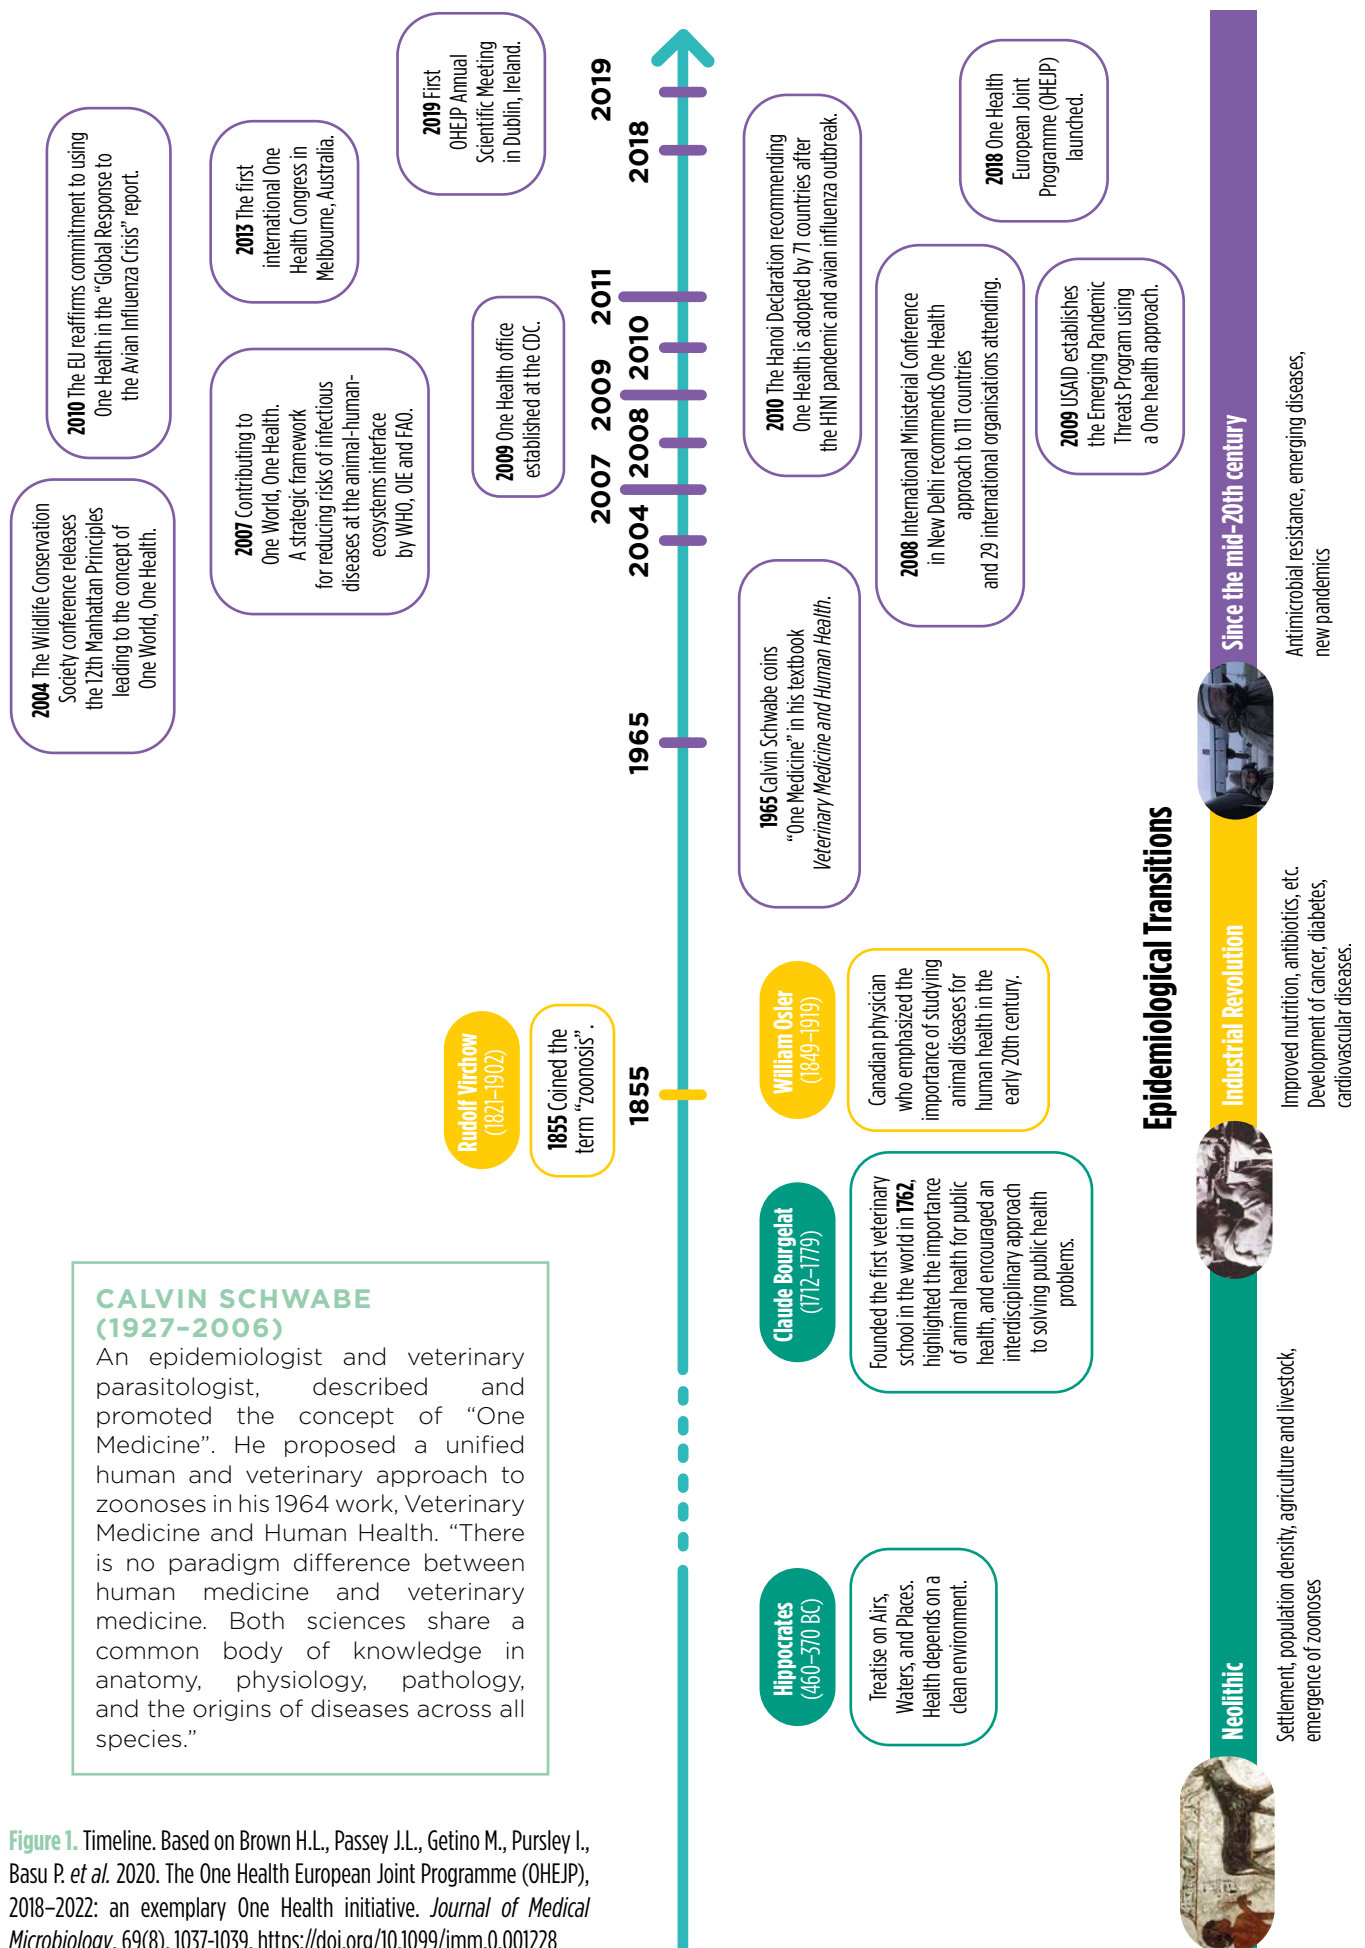 2004 The Wildlife Conservation
Society conference releases
the 12th Manhattan Principles
leading to the concept of
One World, One Health.
2010 The EU reaffirms commitment to using
One Health in the “Global Response to
the Avian Influenza Crisis” report.
2007 Contributing to
One World, One Health.
A strategic framework
for reducing risks of infectious
diseases at the animal-human-
ecosystems interface
by WHO, OIE and FAO.
2013 The first
international One
Health Congress in
Melbourne, Australia.
2019 First
OHEJP Annual
Scientific Meeting
in Dublin, Ireland.
2009 One Health office
established at the CDC.
Rudolf Virchow
(1821–1902)
1855 Coined the
term “zoonosis”.
1855
1965
2004
2007
2008
2009
2010
2011
2018
2019
Hippocrates
(460–370 BC)
Treatise on Airs,
Waters, and Places.
Health depends on a
clean environment.
Claude Bourgelat
(1712–1779)
Founded the first veterinary
school in the world in 1762,
highlighted the importance
of animal health for public
health, and encouraged an
interdisciplinary approach
to solving public health
problems.
William Osler
(1849–1919)
Canadian physician
who emphasized the
importance of studying
animal diseases for
human health in the
early 20th century.
1965 Calvin Schwabe coins
“One Medicine” in his textbook
Veterinary Medicine and Human Health.
2010 The Hanoi Declaration recommending
One Health is adopted by 71 countries after
the H1N1 pandemic and avian influenza outbreak.
2008 International Ministerial Conference
in New Delhi recommends One Health
approach to 111 countries
and 29 international organisations attending.
2009 USAID establishes
the Emerging Pandemic
Threats Program using
a One health approach.
2018 One Health
European Joint
Programme (OHEJP)
launched.
Epidemiological Transitions
Neolithic
Industrial Revolution
Since the mid-20th century
Settlement, population density, agriculture and livestock,
emergence of zoonoses
Improved nutrition, antibiotics, etc.
Development of cancer, diabetes,
cardiovascular diseases.
Antimicrobial resistance, emerging diseases,
new pandemics
CALVIN SCHWABE
(1927–2006)
An epidemiologist and veterinary
parasitologist, described and
promoted the concept of “One
Medicine”. He proposed a unified
human and veterinary approach to
zoonoses in his 1964 work, Veterinary
Medicine and Human Health. “There
is no paradigm difference between
human medicine and veterinary
medicine. Both sciences share a
common body of knowledge in
anatomy, physiology, pathology,
and the origins of diseases across all
species.”
Figure 1. Timeline. Based on Brown H.L., Passey J.L., Getino M., Pursley I.,
Basu P. et al. 2020. The One Health European Joint Programme (OHEJP),
2018–2022: an exemplary One Health initiative. Journal of Medical
Microbiology, 69(8), 1037-1039. https://doi.org/10.1099/jmm.0.001228